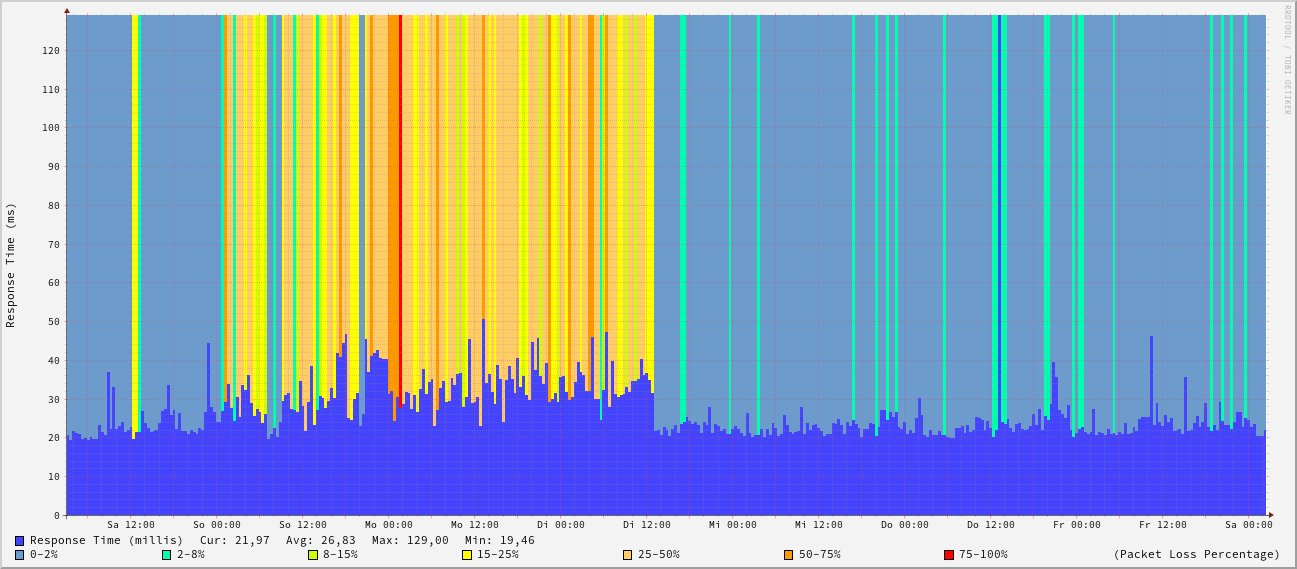 RRDTOOL / TOBI OETIKER
Response Time (ms)
120
110
100
90
80
70
60
50
40
30
20
10
0
Sa 12:00 So 00:00 So 12:00 Mo 00:00 Mo 12:00 Di 00:00 Di 12:00 Mi 00:00 Mi 12:00 Do 00:00 Do 12:00 Fr 00:00 Fr 12:00 Sa 00:00
Response Time (millis) Cur: 21,97 Avg: 26,83 Max: 129,00 Min: 19,46
0-2% 2-8% 8-15% 15-25% 25-50% 50-75% 75-100% (Packet Loss Percentage)